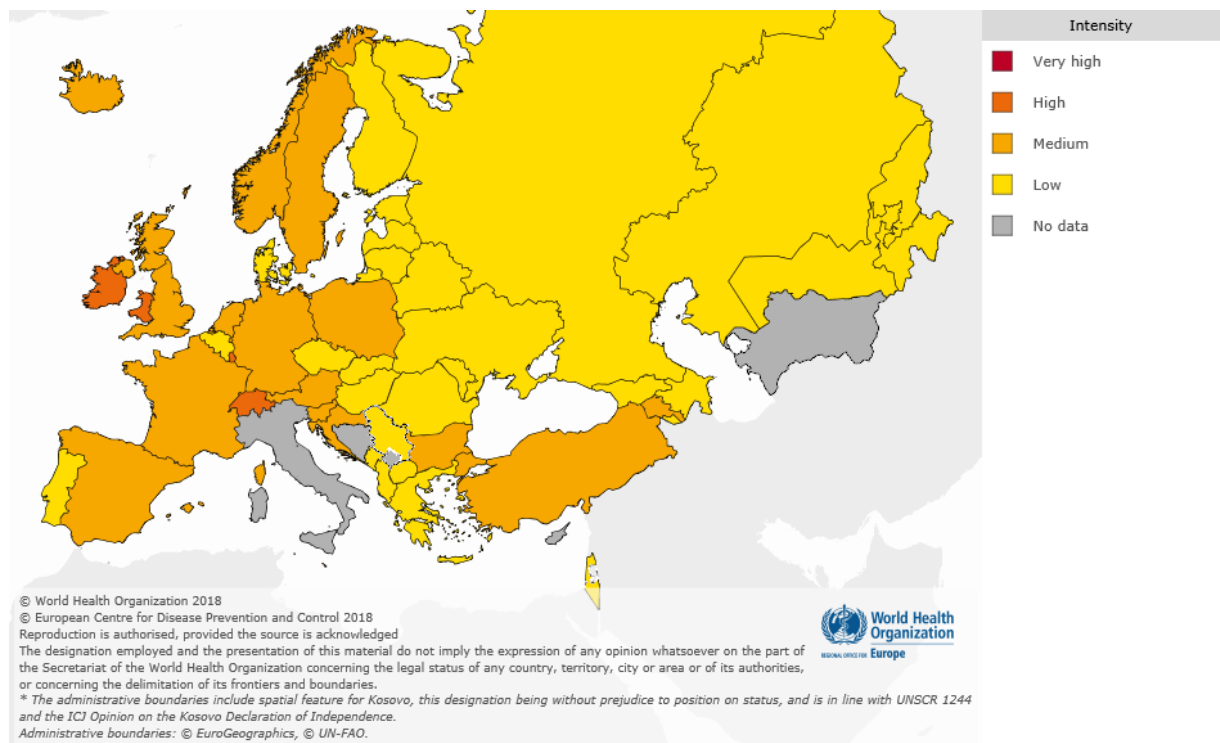 Intensity
Very high
High
Medium
Low
No data
© World Health Organization 2018
© European Centre for Disease Prevention and Control 2018
Reproduction is authorised, provided the source is acknowledged
The designation employed and the presentation of this material do not imply the expression of any opinion whatsoever on the part of
the Secretariat of the World Health Organization concerning the legal status of any country, territory, city or area or of its authorities,
or concerning the delimitation of its frontiers and boundaries.
* The administrative boundaries include spatial feature for Kosovo, this designation being without prejudice to position on status, and is in line with UNSCR 1244
and the ICJ Opinion on the Kosovo Declaration of Independence.
Administrative boundaries: © EuroGeographics, © UN-FAO.
World Health
Organization
REGIONAL OFFICE FOR Europe